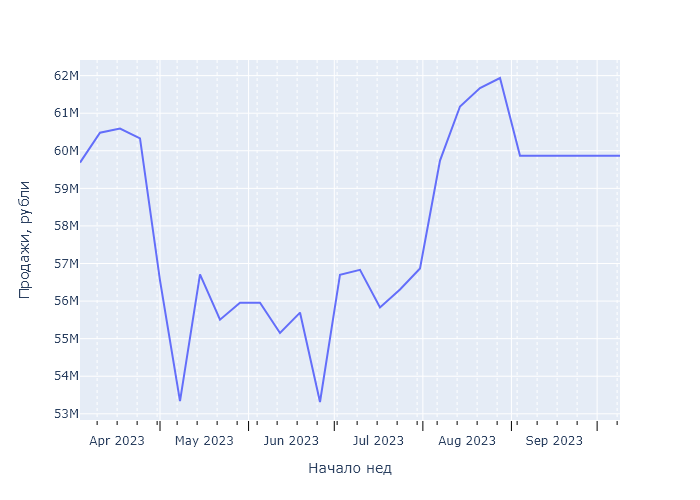 62M
61M
60M
59M
58M
57M
56M
55M
54M
53M
Продажи, рубли
Apr 2023 May 2023 Jun 2023 Jul 2023 Aug 2023 Sep 2023
Начало нед